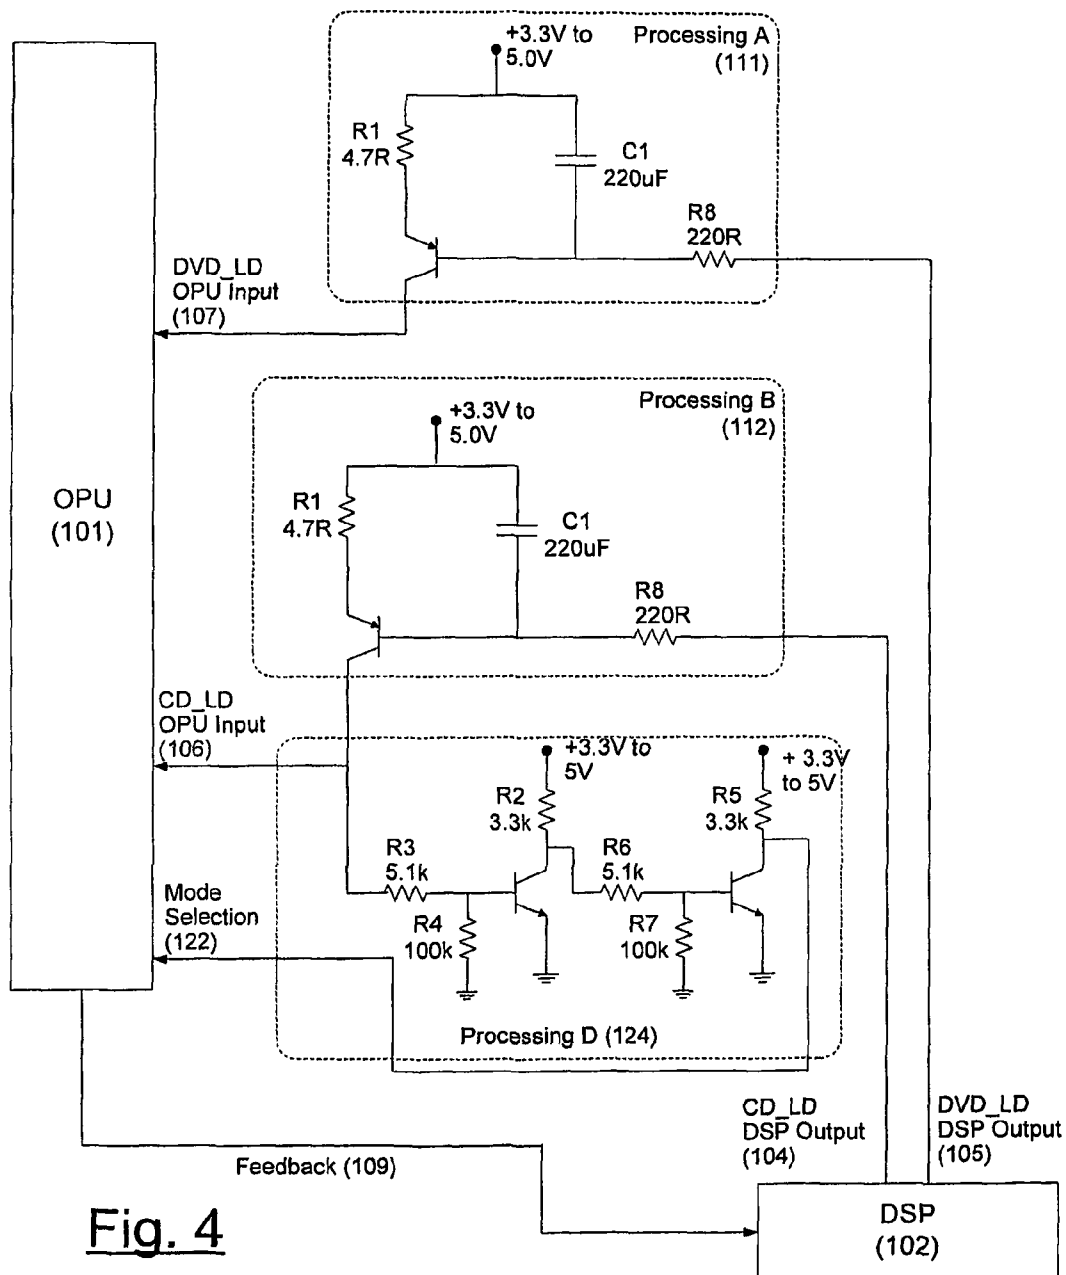 +3.3V to
5.0V
Processing A
(111)
R1
4.7R
C1
220uF
R8
220R
DVD_LD
OPU Input
(107)
+3.3V to
5.0V
Processing B
(112)
OPU
(101)
R1
4.7R
C1
220uF
R8
220R
CD_LD
OPU Input
(106)
+3.3V to
5V
+ 3.3V
to 5V
R2
3.3k
R5
3.3k
R3
5.1k
R6
5.1k
Mode
Selection
(122)
R4
100k
R7
100k
Processing D (124)
CD_LD
DSP Output
(104)
DVD_LD
DSP Output
(105)
Feedback (109)
DSP
(102)
Fig. 4